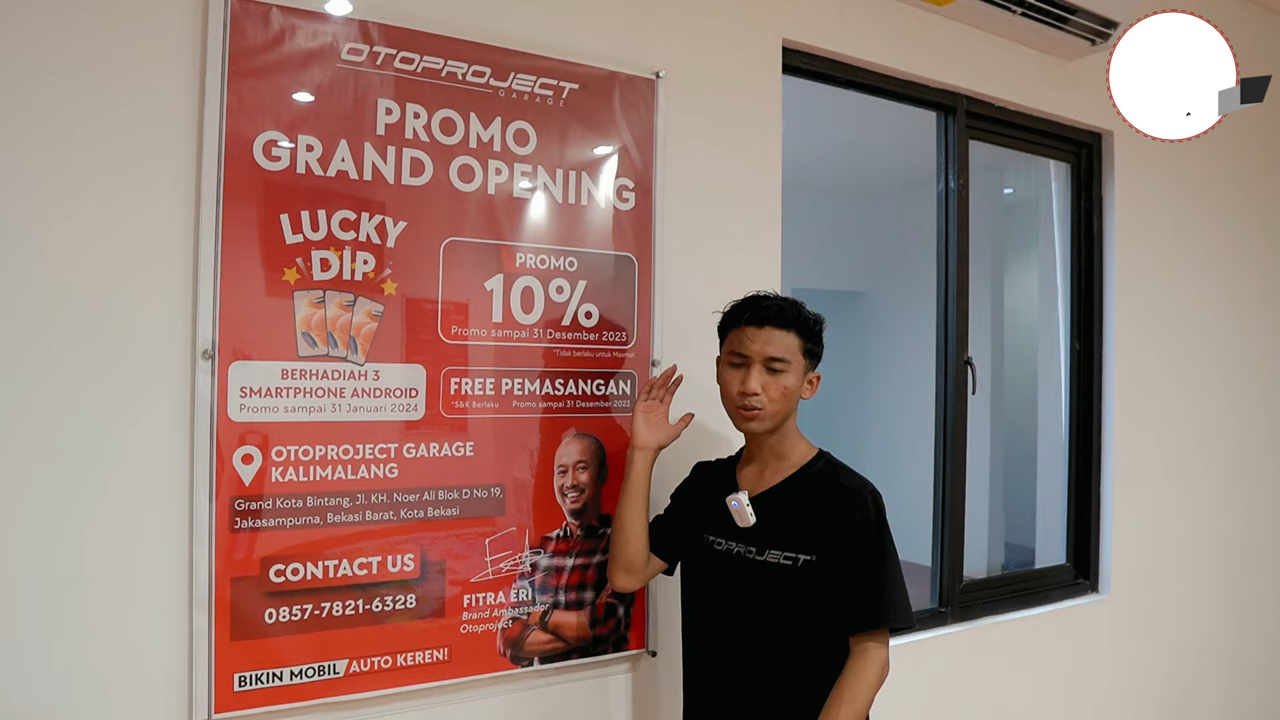 OTOPROJECT
GARAGE
PROMO
GRAND OPENING
LUCKY
DIP
BERHADIAH 3
SMARTPHONE ANDROID
Promo sampai 31 Januari 2024
PROMO
10%
Promo sampai 31 Desember 2023
*Tidak berlaku untuk Maxmat
FREE PEMASANGAN
*S&K Berlaku Promo sampai 31 Desember 2023
OTOPROJECT GARAGE
KALIMALANG
Grand Kota Bintang, Jl. KH. Noer Ali Blok D No 19,
Jakasampurna, Bekasi Barat, Kota Bekasi
CONTACT US
0857-7821-6328
FITRA ERI
Brand Ambassador
Otoproject
BIKIN MOBIL AUTO KEREN!
OTOPROJECT